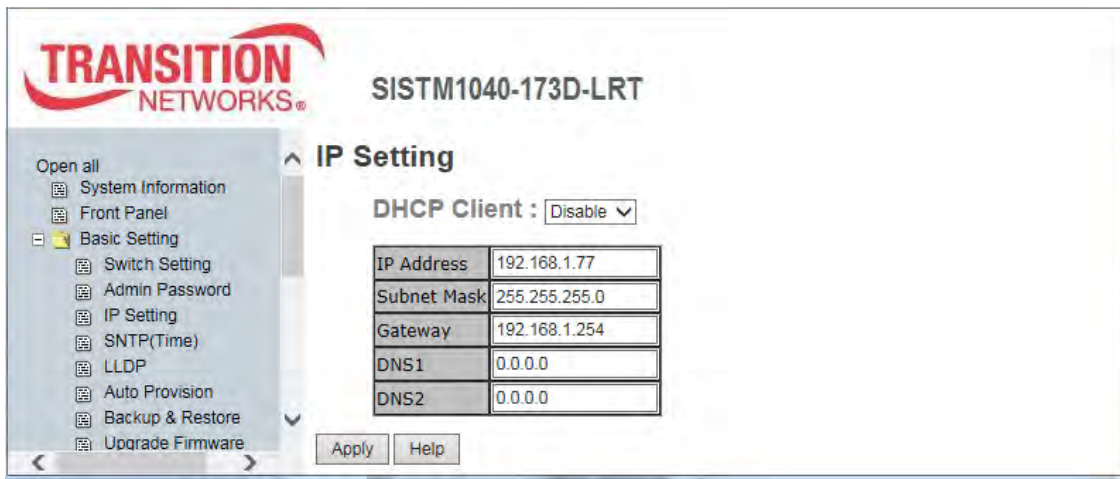 TRANSITION
NETWORKS®
SISTM1040-173D-LRT
Open all
System Information
Front Panel
Basic Setting
Switch Setting
Admin Password
IP Setting
SNTP(Time)
LLDP
Auto Provision
Backup & Restore
Upgrade Firmware
IP Setting
DHCP Client : Disable
IP Address 192.168.1.77
Subnet Mask 255.255.255.0
Gateway 192.168.1.254
DNS1 0.0.0.0
DNS2 0.0.0.0
Apply Help